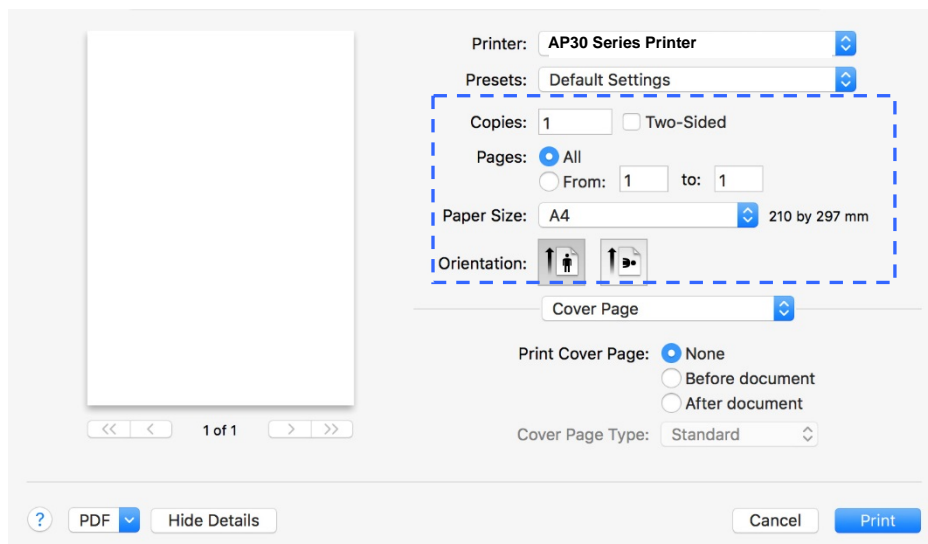 Printer: AP30 Series Printer
Presets: Default Settings
Copies: 1 Two-Sided
Pages: All
From: 1 to: 1
Paper Size: A4 210 by 297 mm
Orientation:
Cover Page
Print Cover Page: None
Before document
After document
Cover Page Type: Standard
<< < 1 of 1 > >>
? PDF Hide Details Cancel Print